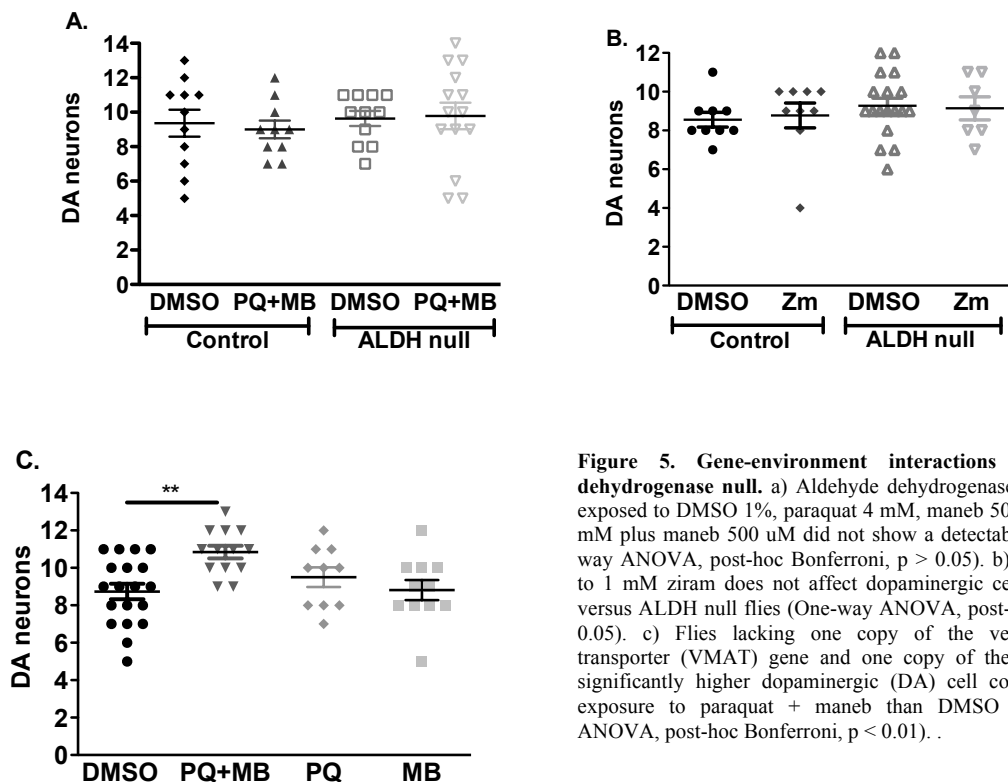 A.
14
12
10
8
6
4
2
0
DA neurons
DMSO PQ+MB DMSO PQ+MB
Control ALDH null
B.
12
10
8
6
4
2
0
DA neurons
DMSO Zm DMSO Zm
Control ALDH null
C.
**
14
12
10
8
6
4
2
0
DA neurons
DMSO PQ+MB PQ MB
Figure 5. Gene-environment interactions
dehydrogenase null. a) Aldehyde dehydrogenase
exposed to DMSO 1%, paraquat 4 mM, maneb 50
mM plus maneb 500 uM did not show a detectab
way ANOVA, post-hoc Bonferroni, p > 0.05). b)
to 1 mM ziram does not affect dopaminergic ce
versus ALDH null flies (One-way ANOVA, post-
0.05). c) Flies lacking one copy of the ve
transporter (VMAT) gene and one copy of the
significantly higher dopaminergic (DA) cell co
exposure to paraquat + maneb than DMSO
ANOVA, post-hoc Bonferroni, p < 0.01). .